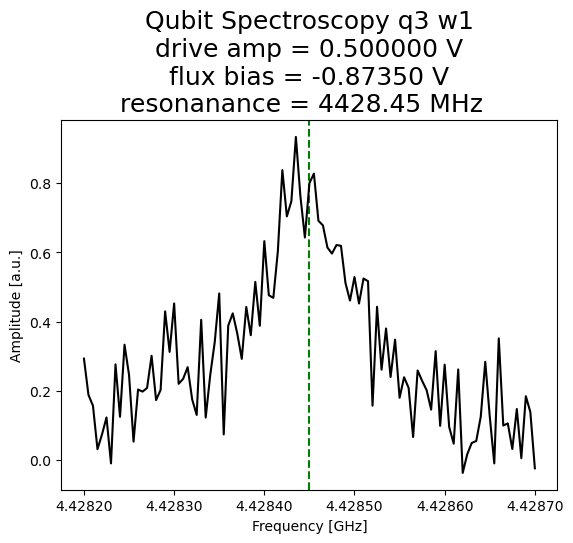 Qubit Spectroscopy q3 w1
drive amp = 0.500000 V
flux bias = -0.87350 V
resonanance = 4428.45 MHz
Amplitude [a.u.]
0.8
0.6
0.4
0.2
0.0
4.42820 4.42830 4.42840 4.42850 4.42860 4.42870
Frequency [GHz]